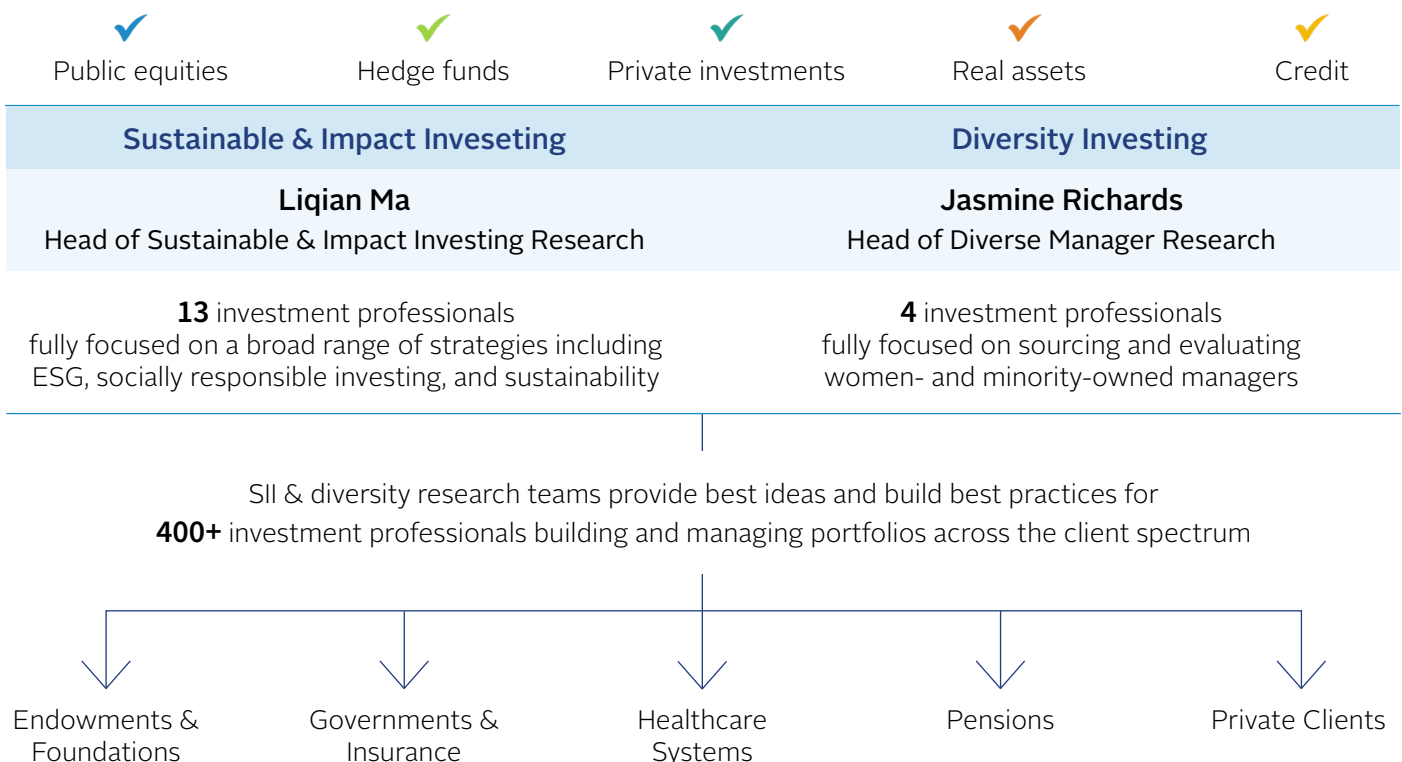 Public equities
Hedge funds
Private investments
Real assets
Credit
Sustainable & Impact Inveseting
Diversity Investing
Liqian Ma
Head of Sustainable & Impact Investing Research
Jasmine Richards
Head of Diverse Manager Research
13 investment professionals
fully focused on a broad range of strategies including
ESG, socially responsible investing, and sustainability
4 investment professionals
fully focused on sourcing and evaluating
women- and minority-owned managers
SII & diversity research teams provide best ideas and build best practices for
400+ investment professionals building and managing portfolios across the client spectrum
Endowments &
Foundations
Governments &
Insurance
Healthcare
Systems
Pensions
Private Clients